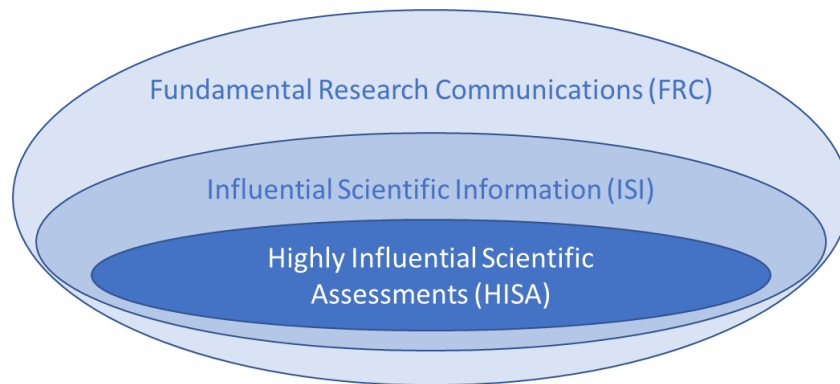 Fundamental Research Communications (FRC)
Influential Scientific Information (ISI)
Highly Influential Scientific
Assessments (HISA)